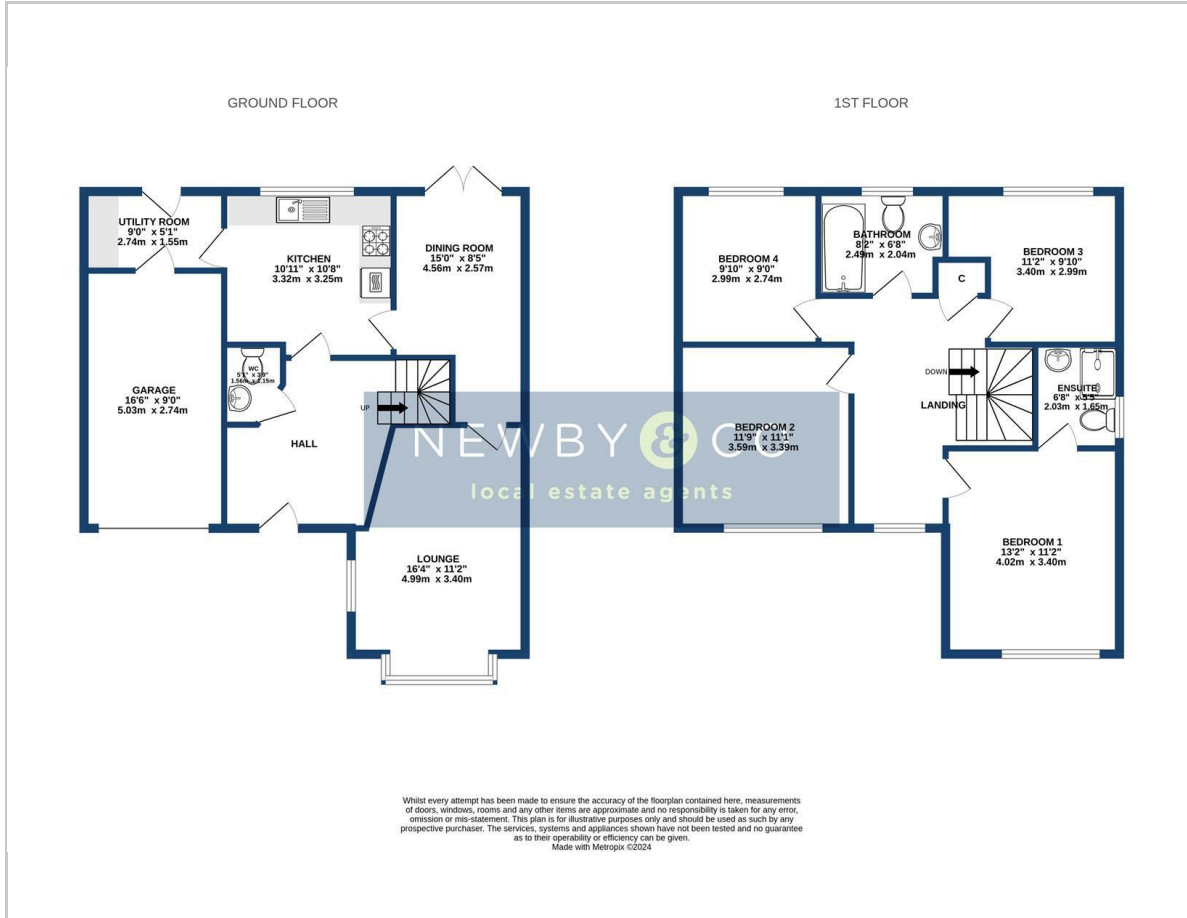 GROUND FLOOR
UTILITY ROOM
9'0" x 5'1"
2.74m x 1.55m
KITCHEN
10'11" x 10'8"
3.32m x 3.25m
DINING ROOM
15'0" x 8'5"
4.56m x 2.57m
GARAGE
16'6" x 9'0"
5.03m x 2.74m
WC
UP
HALL
LOUNGE
16'4" x 11'2"
4.99m x 3.40m
1ST FLOOR
BEDROOM 4
9'10" x 9'0"
2.99m x 2.74m
BATHROOM
8'2" x 6'8"
2.49m x 2.04m
C
BEDROOM 3
11'2" x 9'10"
3.40m x 2.99m
DOWN
LANDING
ENSUITE
6'8" x 5'5"
2.03m x 1.65m
BEDROOM 2
11'9" x 11'1"
3.59m x 3.39m
BEDROOM 1
13'2" x 11'2"
4.02m x 3.40m
NEWBY & CO
local estate agents
Whilst every attempt has been made to ensure the accuracy of the floorplan contained here, measurements
of doors, windows, rooms and any other items are approximate and no responsibility is taken for any error,
omission or mis-statement. This plan is for illustrative purposes only and should be used as such by any
prospective purchaser. The services, systems and appliances shown have not been tested and no guarantee
as to their operability or efficiency can be given.
Made with Metropix ©2024